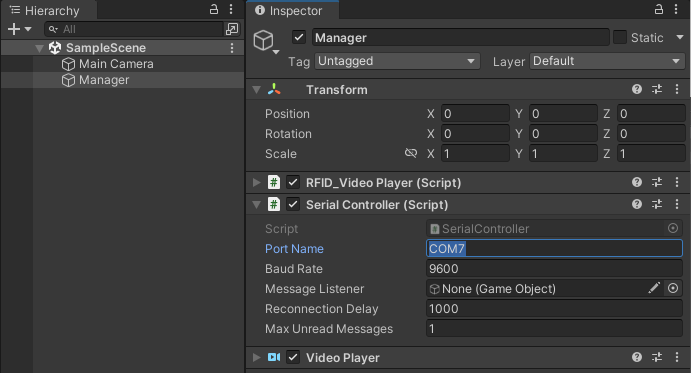 Hierarchy
All
SampleScene
Main Camera
Manager
Inspector
Manager
Static
Tag Untagged Layer Default
Transform
Position X 0 Y 0 Z 0
Rotation X 0 Y 0 Z 0
Scale X 1 Y 1 Z 1
# RFID_Video Player (Script)
# Serial Controller (Script)
Script # SerialController
Port Name COM7
Baud Rate 9600
Message Listener None (Game Object)
Reconnection Delay 1000
Max Unread Messages 1
Video Player